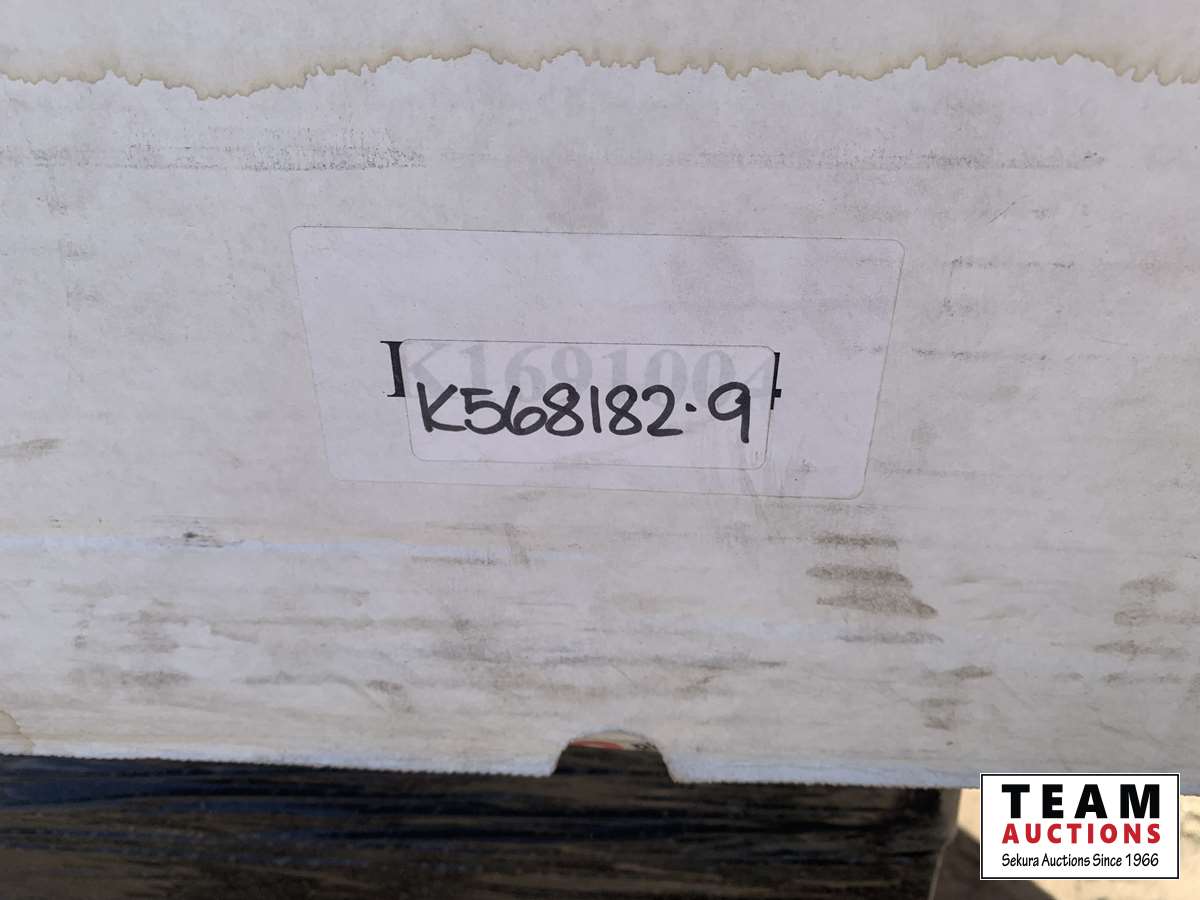 K1691004
K568182.9
TEAM
AUCTIONS
Sekura Auctions Since 1966